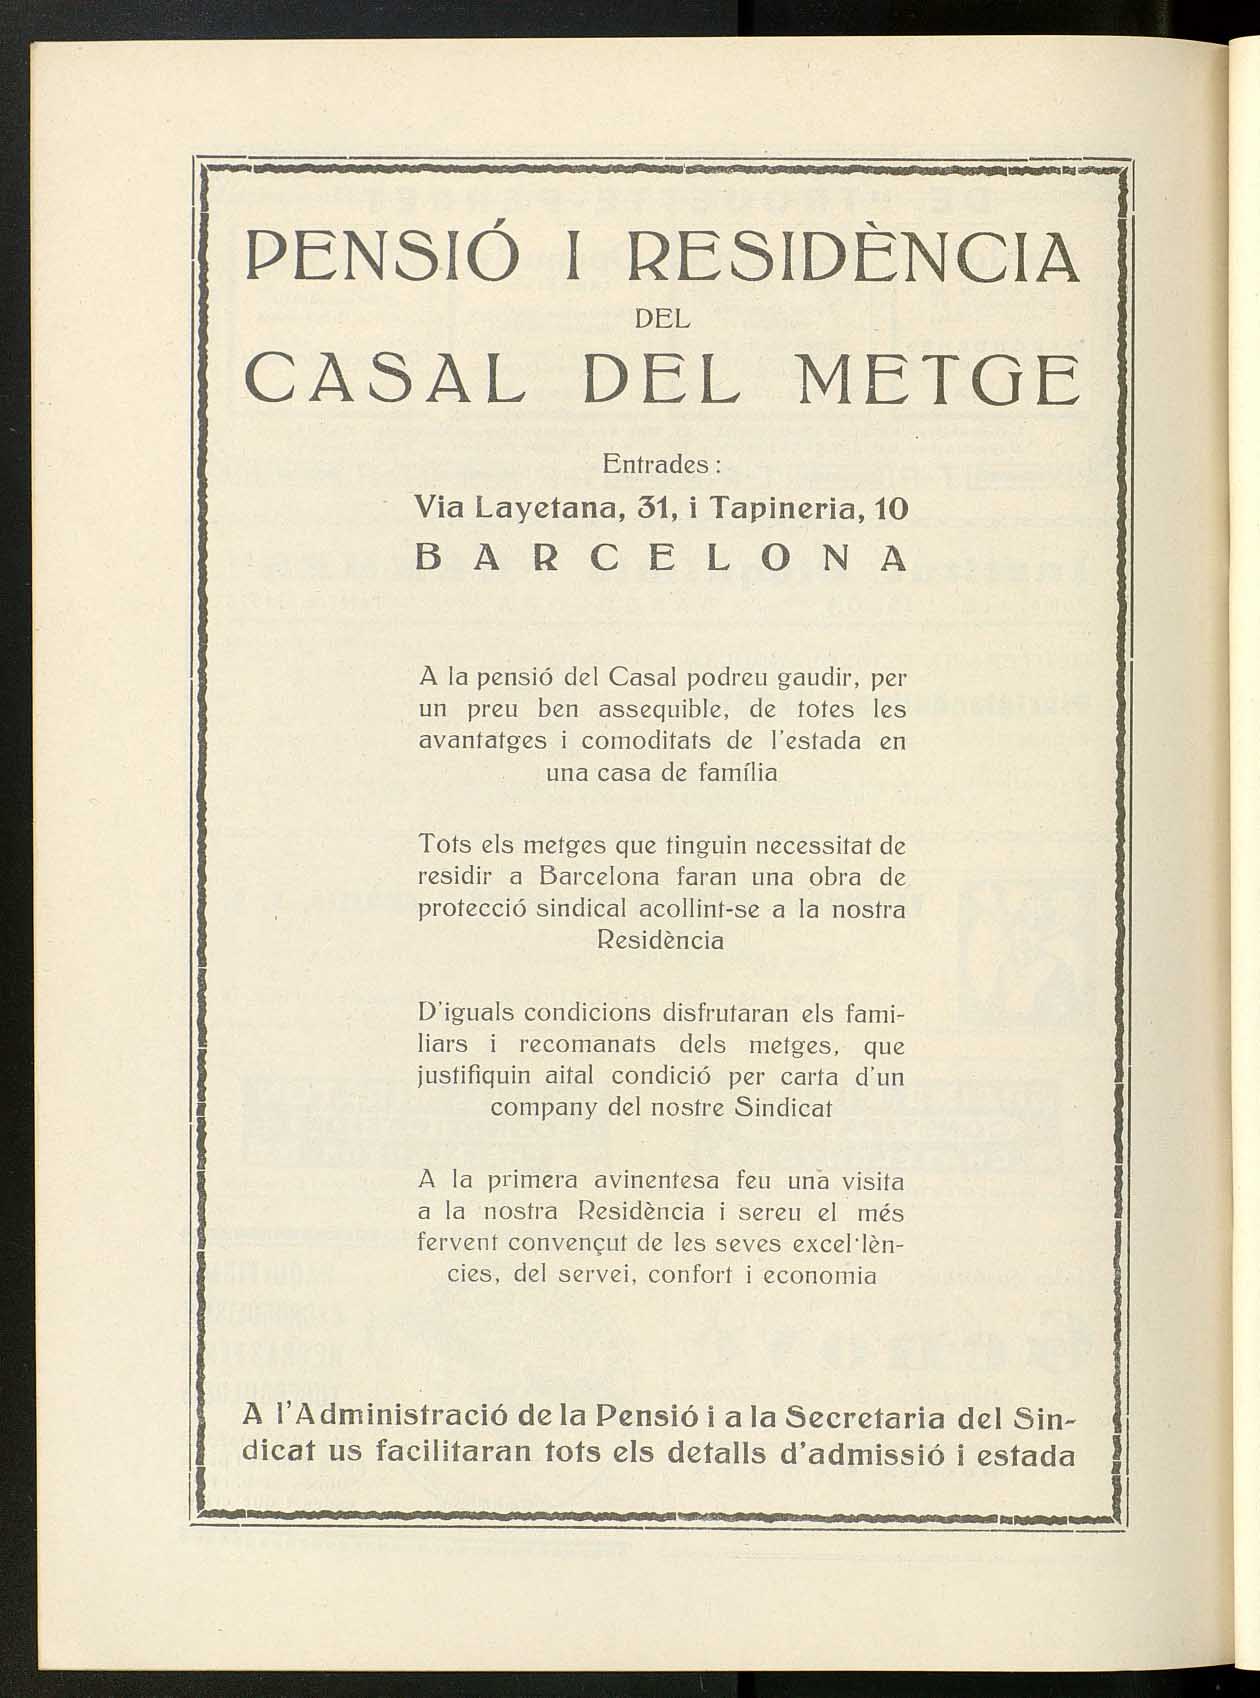 PENSIÓ I RESIDÈNCIA
DEL
CASAL DEL METGE
Entrades :
Via Layetana, 31, i Tapineria, 10
BARCELONA
A la pensió del Casal podreu gaudir, per
un preu ben assequible, de totes les
avantatges i comoditats de l'estada en
una casa de família
Tots els metges que tinguin necessitat de
residir a Barcelona faran una obra de
protecció sindical acollint-se a la nostra
Residència
D'iguals condicions disfrutaran els fami-
liars i recomanats dels metges, que
justifiquin aital condició per carta d'un
company del nostre Sindicat
A la primera avinentesa feu una visita
a la nostra Residència i sereu el més
fervent convençut de les seves excel·lèn-
cies, del servei, confort i economia
A l'Administració de la Pensió i a la Secretaria del Sin-
dicat us facilitaran tots els detalls d'admissió i estada